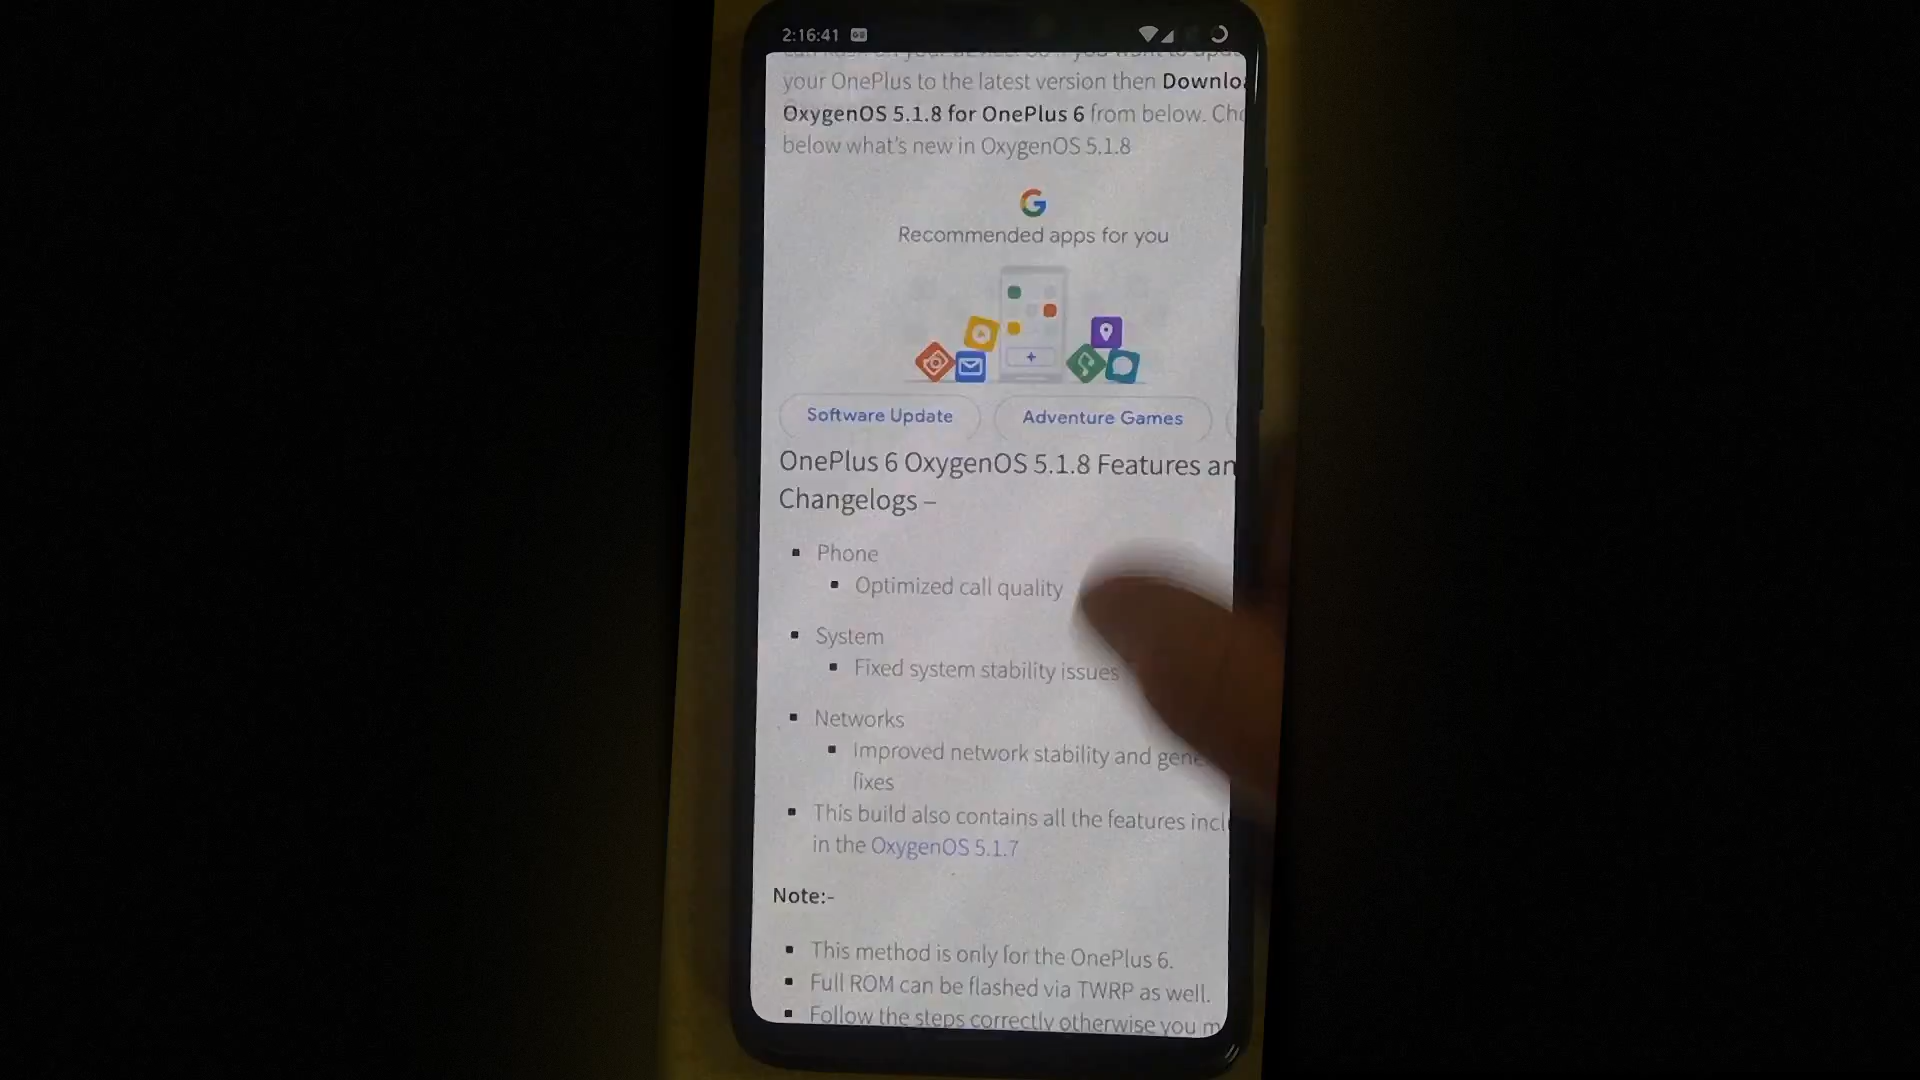 2:16:41
your OnePlus to the latest version then Downlo
OxygenOS 5.1.8 for OnePlus 6 from below. Che
below what's new in OxygenOS 5.1.8
G
Recommended apps for you
Software Update
Adventure Games
OnePlus 6 OxygenOS 5.1.8 Features an
Changelogs –
Phone
Optimized call quality
System
Fixed system stability issues
Networks
Improved network stability and gene
fixes
This build also contains all the features incl
in the OxygenOS 5.1.7
Note:-
This method is only for the OnePlus 6.
Full ROM can be flashed via TWRP as well.
Follow the steps correctly otherwise you m